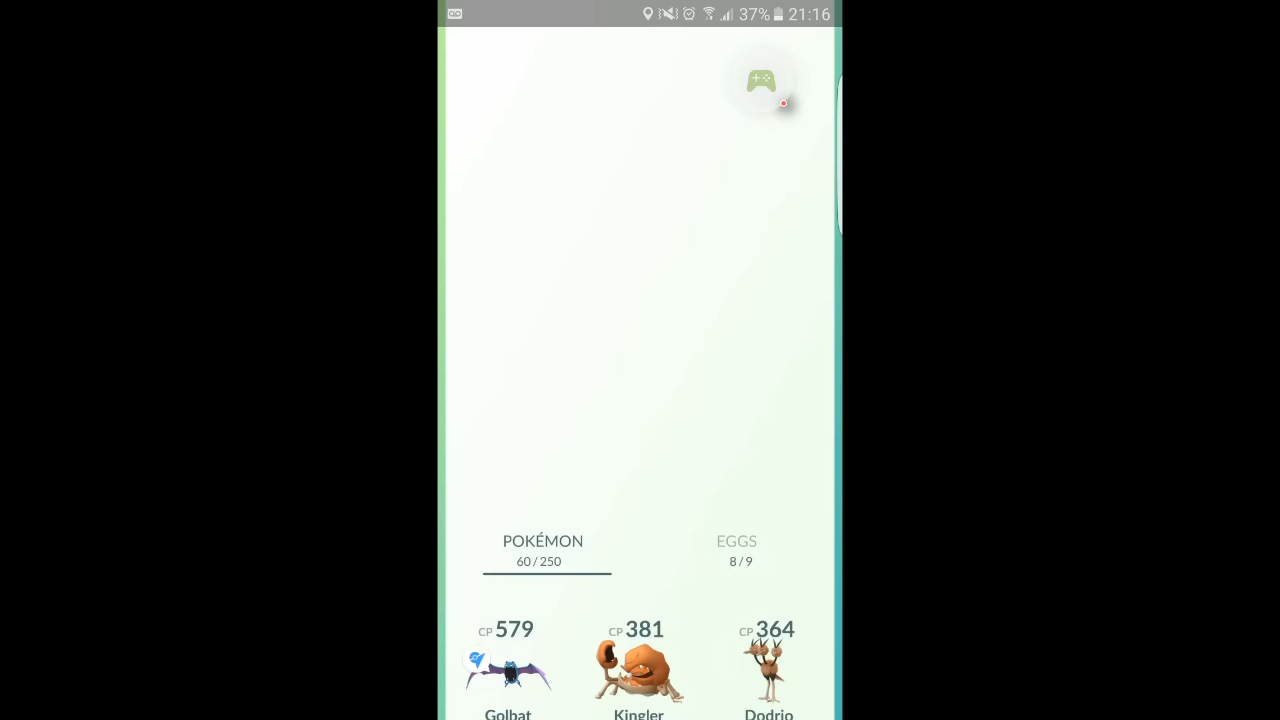 37% 21:16
POKÉMON EGGS
60 / 250 8 / 9
CP 579 CP 381 CP 364
Golbat Kingler Dodrio